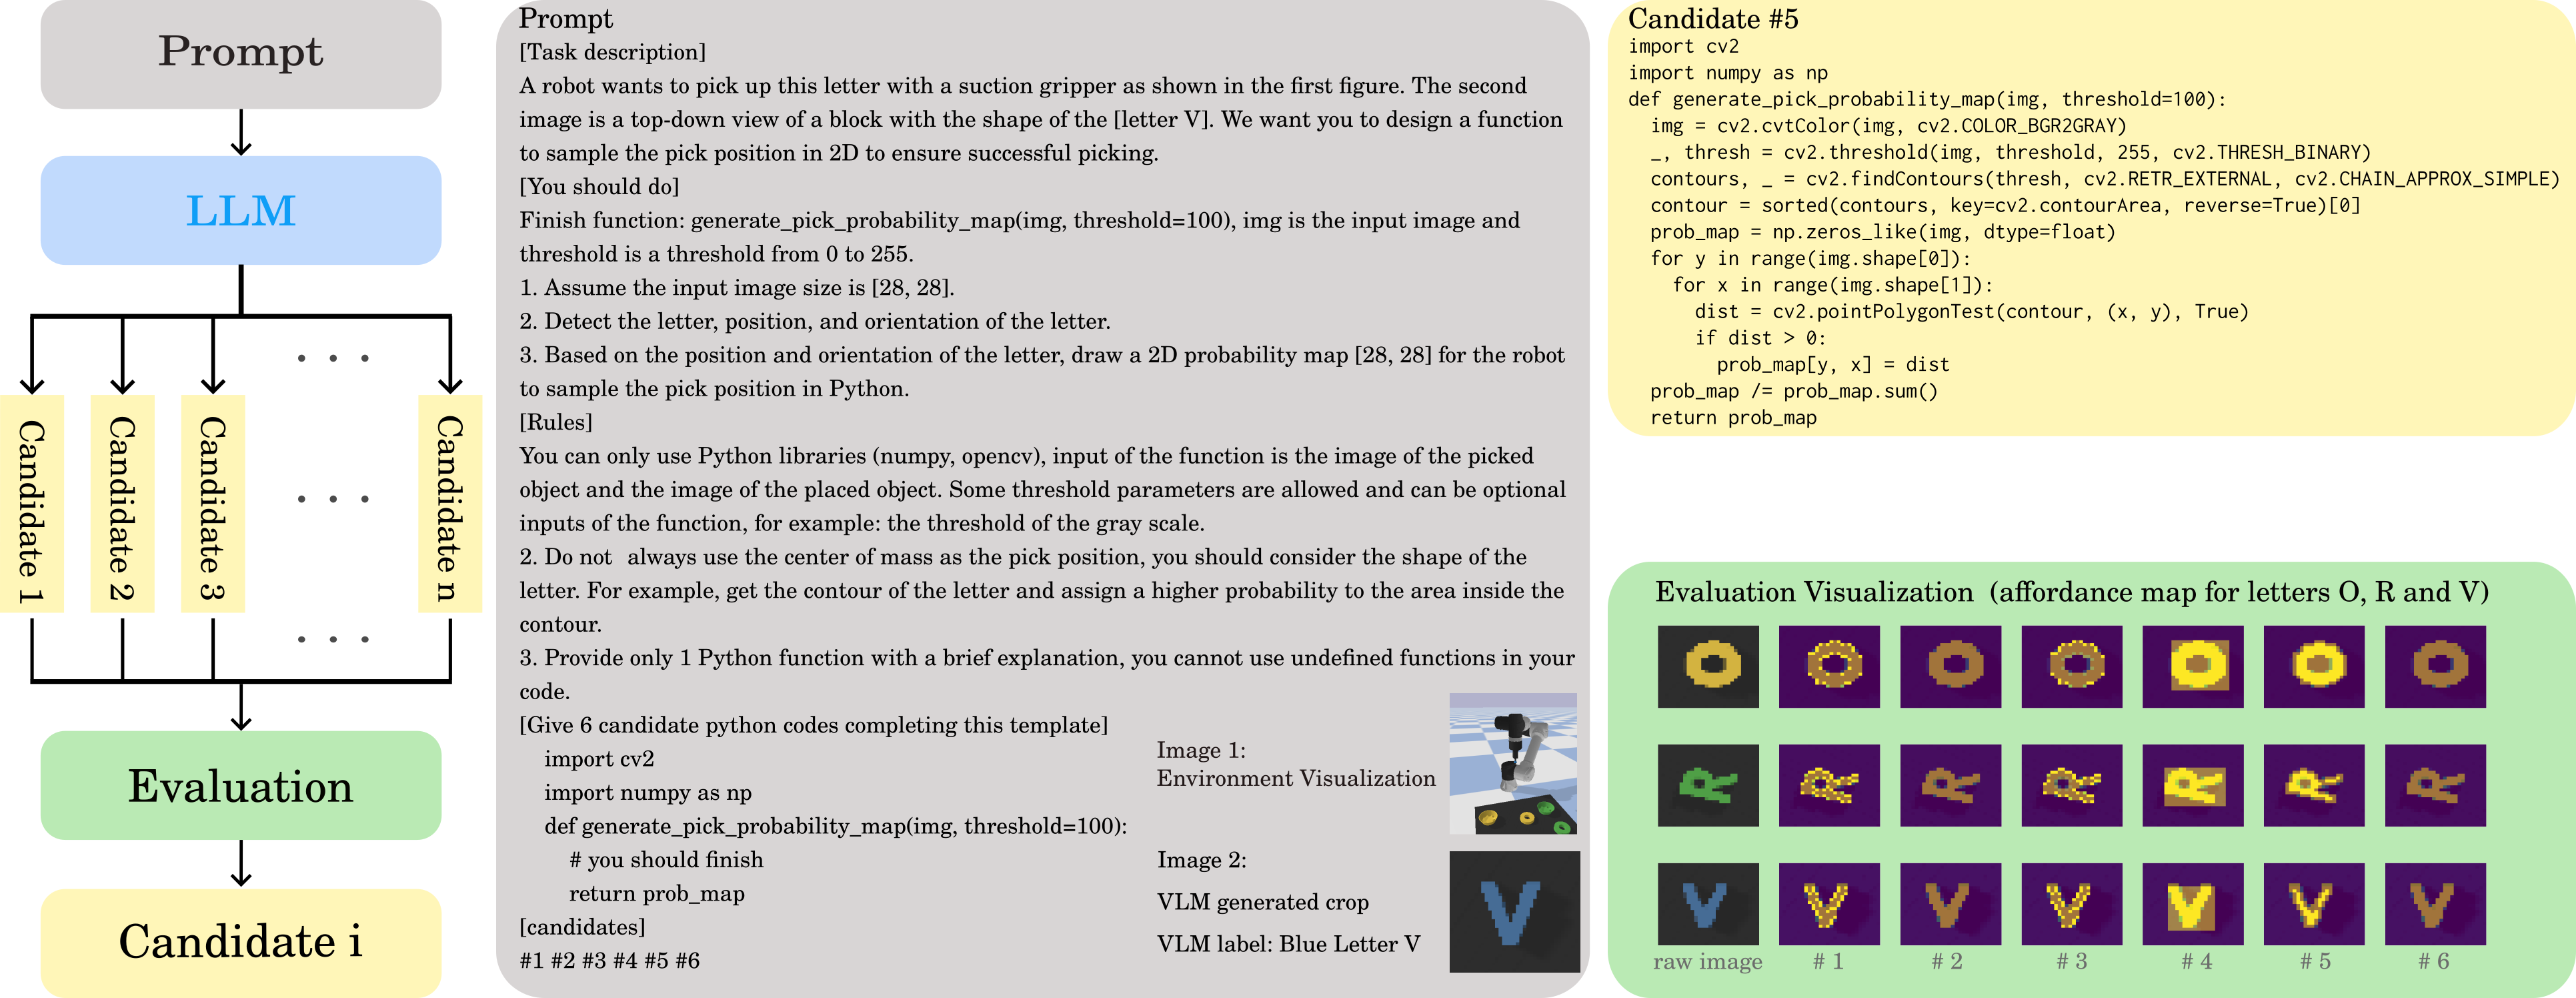 Prompt
LLM
Candidate 1
Candidate 2
Candidate 3
Candidate n
Evaluation
Candidate i
Prompt
[Task description]
A robot wants to pick up this letter with a suction gripper as shown in the first figure. The second
image is a top-down view of a block with the shape of the [letter V]. We want you to design a function
to sample the pick position in 2D to ensure successful picking.
[You should do]
Finish function: generate_pick_probability_map(img, threshold=100), img is the input image and
threshold is a threshold from 0 to 255.
1. Assume the input image size is [28, 28].
2. Detect the letter, position, and orientation of the letter.
3. Based on the position and orientation of the letter, draw a 2D probability map [28, 28] for the robot
to sample the pick position in Python.
[Rules]
You can only use Python libraries (numpy, opencv), input of the function is the image of the picked
object and the image of the placed object. Some threshold parameters are allowed and can be optional
inputs of the function, for example: the threshold of the gray scale.
2. Do not always use the center of mass as the pick position, you should consider the shape of the
letter. For example, get the contour of the letter and assign a higher probability to the area inside the
contour.
3. Provide only 1 Python function with a brief explanation, you cannot use undefined functions in your
code.
[Give 6 candidate python codes completing this template]
import cv2
import numpy as np
def generate_pick_probability_map(img, threshold=100):
# you should finish
return prob_map
[candidates]
#1 #2 #3 #4 #5 #6
Image 1:
Environment Visualization
Image 2:
VLM generated crop
VLM label: Blue Letter V
V
Candidate #5
import cv2
import numpy as np
def generate_pick_probability_map(img, threshold=100):
img = cv2.cvtColor(img, cv2.COLOR_BGR2GRAY)
_, thresh = cv2.threshold(img, threshold, 255, cv2.THRESH_BINARY)
contours, _ = cv2.findContours(thresh, cv2.RETR_EXTERNAL, cv2.CHAIN_APPROX_SIMPLE)
contour = sorted(contours, key=cv2.contourArea, reverse=True)[0]
prob_map = np.zeros_like(img, dtype=float)
for y in range(img.shape[0]):
for x in range(img.shape[1]):
dist = cv2.pointPolygonTest(contour, (x, y), True)
if dist > 0:
prob_map[y, x] = dist
prob_map /= prob_map.sum()
return prob_map
Evaluation Visualization (affordance map for letters O, R and V)
O O O O O O O
R R R R R R R
V V V V V V V
raw image # 1 # 2 # 3 # 4 # 5 # 6